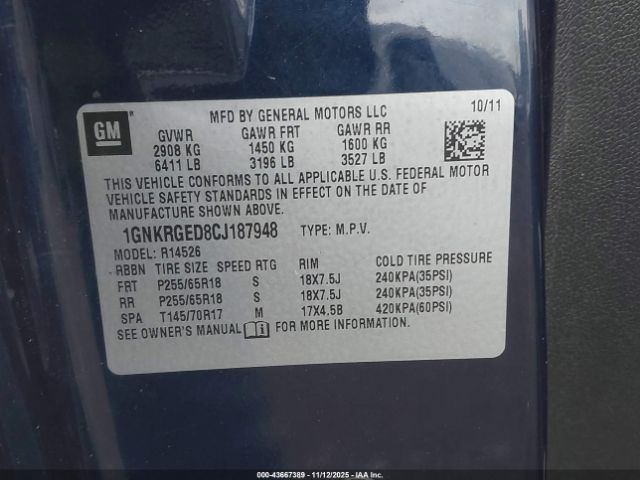 GM
MFD BY GENERAL MOTORS LLC 10/11
GVWR GAWR FRT GAWR RR
2908 KG 1450 KG 1600 KG
6411 LB 3196 LB 3527 LB
THIS VEHICLE CONFORMS TO ALL APPLICABLE U.S. FEDERAL MOTOR
VEHICLE SAFETY STANDARDS IN EFFECT ON THE DATE OF
MANUFACTURE SHOWN ABOVE.
1GNKRGED8CJ187948 TYPE: M.P.V.
MODEL: R14526
RBBN TIRE SIZE SPEED RTG RIM COLD TIRE PRESSURE
FRT P255/65R18 S 18X7.5J 240KPA(35PSI)
RR P255/65R18 S 18X7.5J 240KPA(35PSI)
SPA T145/70R17 M 17X4.5B 420KPA(60PSI)
SEE OWNER'S MANUAL FOR MORE INFORMATION.
000-43667389 - 11/12/2025 - IAAI.CA